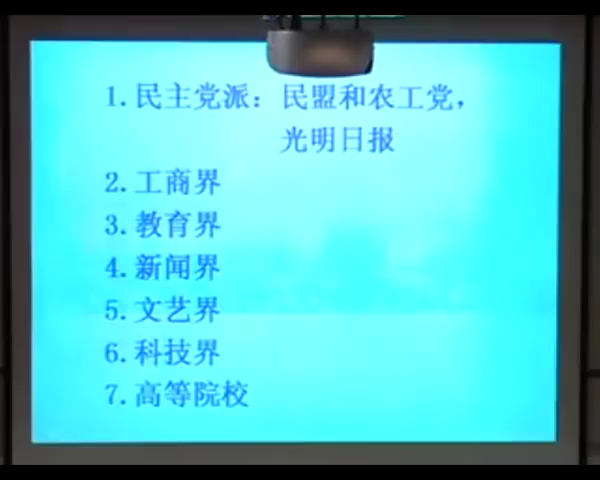 1.民主党派：民盟和农工党，
光明日报
2.工商界
3.教育界
4.新闻界
5.文艺界
6.科技界
7.高等院校